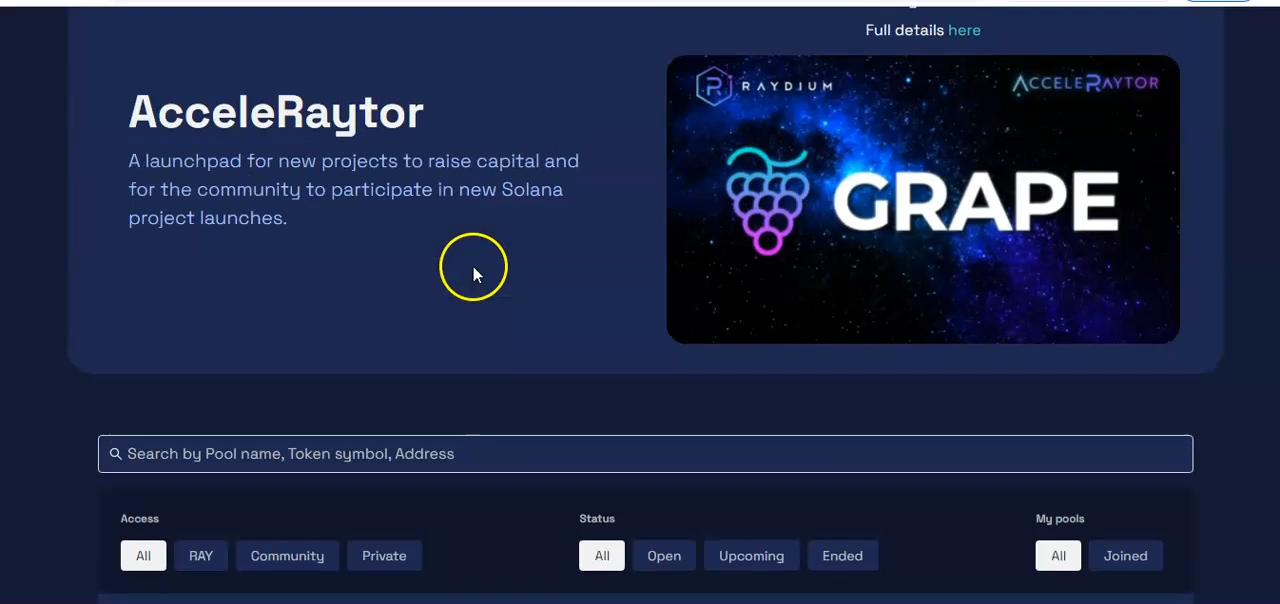 Full details here
AcceleRaytor
A launchpad for new projects to raise capital and
for the community to participate in new Solana
project launches.
RAYDIUM
ACCELERAYTOR
GRAPE
Search by Pool name, Token symbol, Address
Access
All RAY Community Private
Status
All Open Upcoming Ended
My pools
All Joined